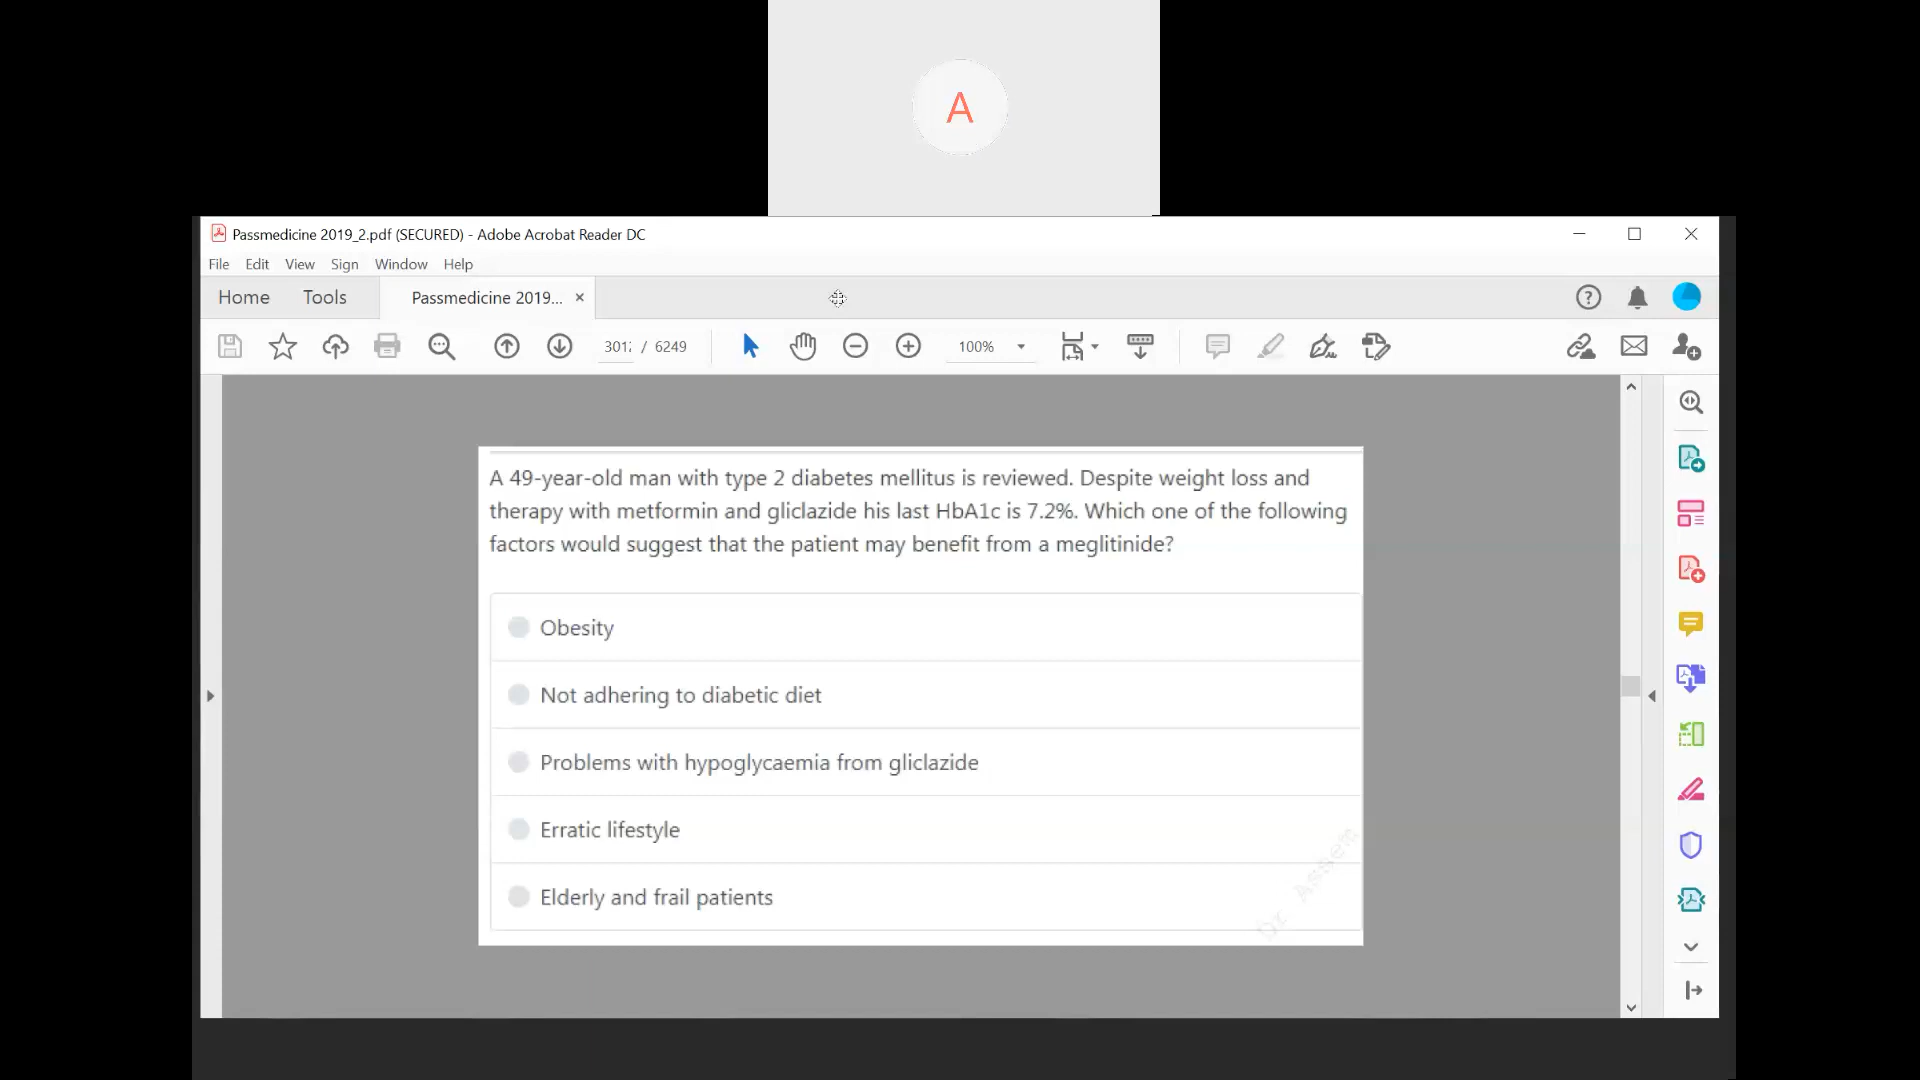 A
Passmedicine 2019_2.pdf (SECURED) - Adobe Acrobat Reader DC
File Edit View Sign Window Help
Home Tools Passmedicine 2019... ×
/ 6249 100%
A 49-year-old man with type 2 diabetes mellitus is reviewed. Despite weight loss and
therapy with metformin and gliclazide his last HbA1c is 7.2%. Which one of the following
factors would suggest that the patient may benefit from a meglitinide?
Obesity
Not adhering to diabetic diet
Problems with hypoglycaemia from gliclazide
Erratic lifestyle
Elderly and frail patients
Dr. Assem